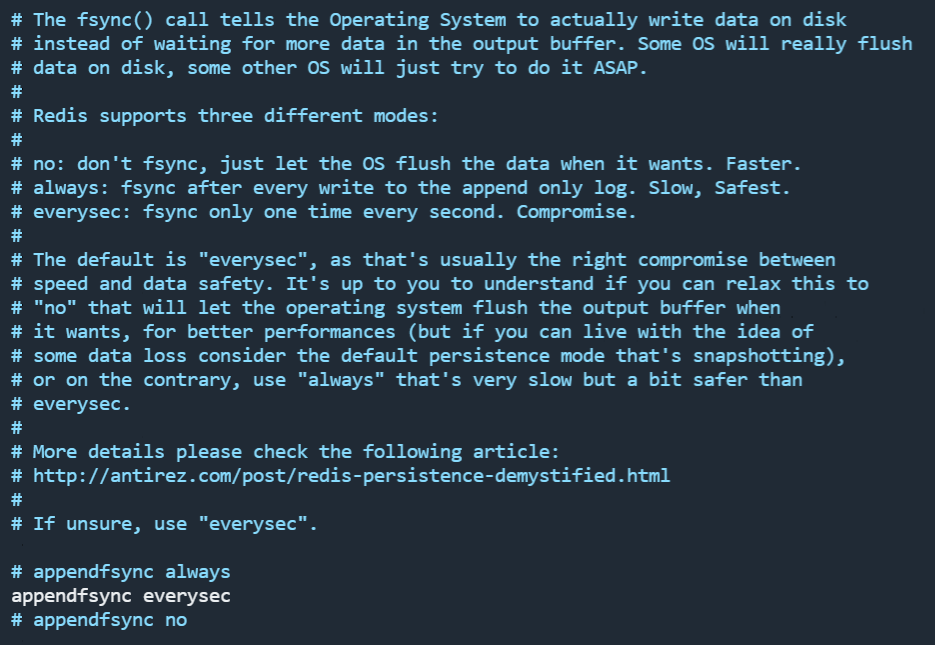 # The fsync() call tells the Operating System to actually write data on disk
# instead of waiting for more data in the output buffer. Some OS will really flush
# data on disk, some other OS will just try to do it ASAP.
#
# Redis supports three different modes:
#
# no: don't fsync, just let the OS flush the data when it wants. Faster.
# always: fsync after every write to the append only log. Slow, Safest.
# everysec: fsync only one time every second. Compromise.
#
# The default is "everysec", as that's usually the right compromise between
# speed and data safety. It's up to you to understand if you can relax this to
# "no" that will let the operating system flush the output buffer when
# it wants, for better performances (but if you can live with the idea of
# some data loss consider the default persistence mode that's snapshotting),
# or on the contrary, use "always" that's very slow but a bit safer than
# everysec.
#
# More details please check the following article:
# http://antirez.com/post/redis-persistence-demystified.html
#
# If unsure, use "everysec".

# appendfsync always
appendfsync everysec
# appendfsync no